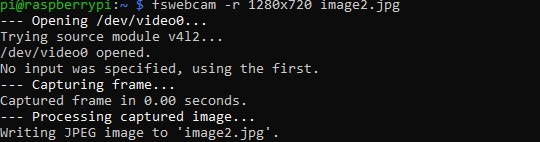 pi@raspberrypi:~ $ fswebcam -r 1280x720 image2.jpg
--- Opening /dev/video0...
Trying source module v4l2...
/dev/video0 opened.
No input was specified, using the first.
--- Capturing frame...
Captured frame in 0.00 seconds.
--- Processing captured image...
Writing JPEG image to 'image2.jpg'.